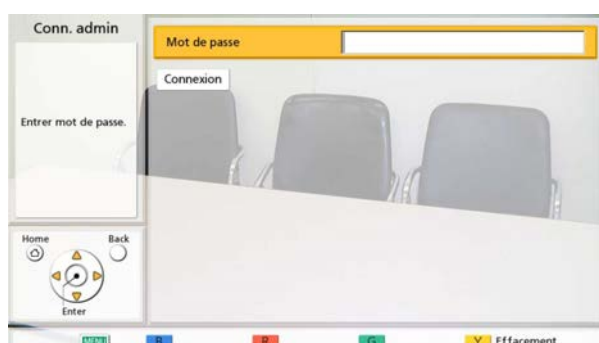 Conn. admin
Mot de passe
Connexion
Entrer mot de passe.
Home
Back
Enter
MENU
B
R
G
Y Effacement